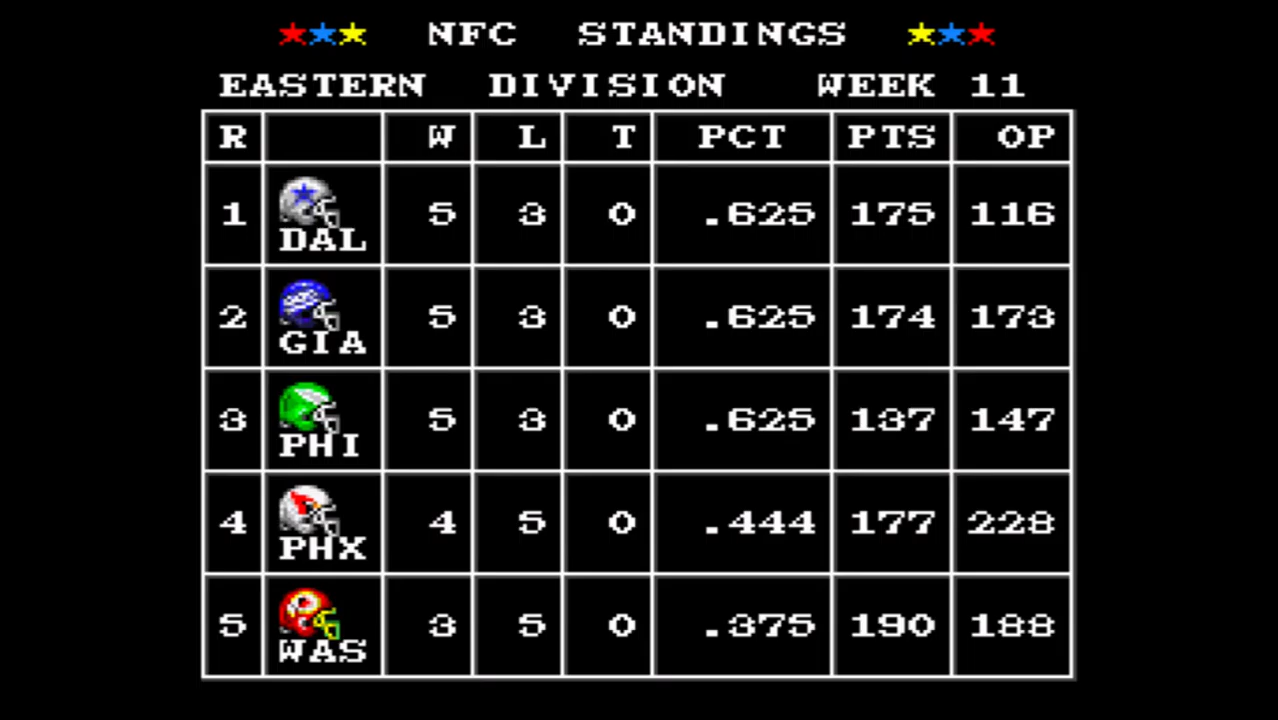 NFC STANDINGS
EASTERN DIVISION WEEK 11
R W L T PCT PTS OP
1 DAL 5 3 0 .625 175 116
2 GIA 5 3 0 .625 174 173
3 PHI 5 3 0 .625 137 147
4 PHX 4 5 0 .444 177 228
5 WAS 3 5 0 .375 190 188